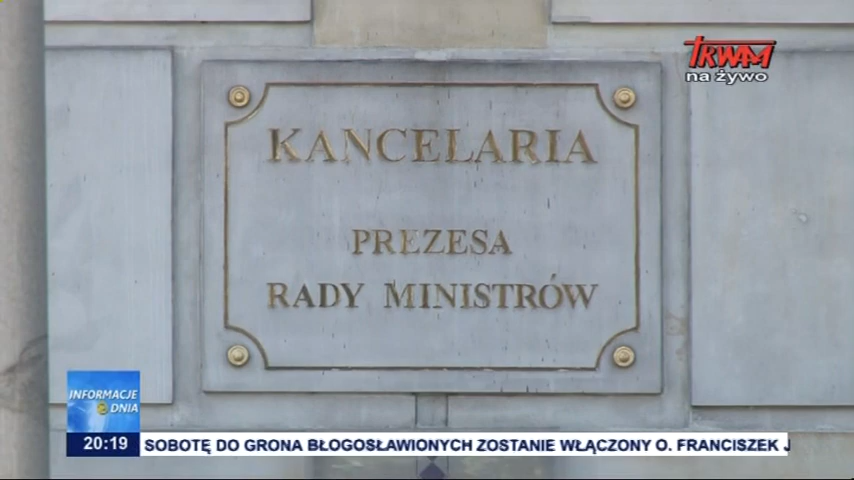 TRWAM
na żywo
KANCELARIA
PREZESA
RADY MINISTRÓW
INFORMACJE
DNIA
20:19 SOBOTĘ DO GRONA BŁOGOSŁAWIONYCH ZOSTANIE WŁĄCZONY O. FRANCISZEK J